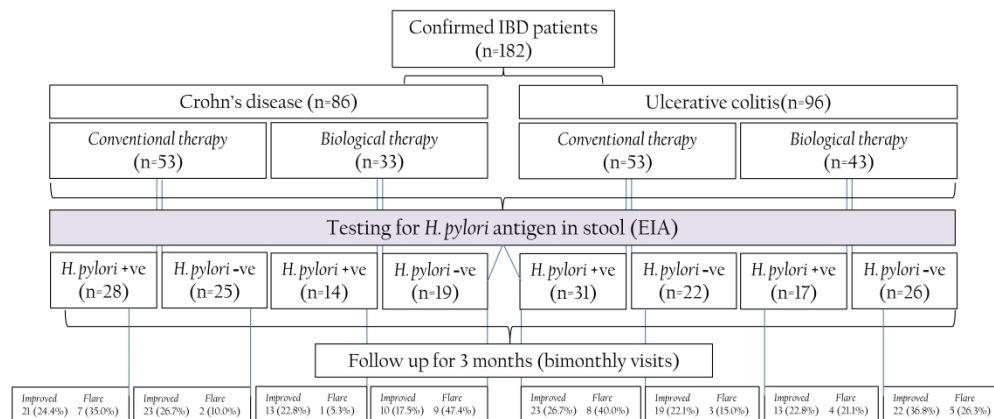 Confirmed IBD patients
(n=182)
Crohn's disease (n=86)
Ulcerative colitis(n=96)
Conventional therapy
(n=53)
Biological therapy
(n=33)
Conventional therapy
(n=53)
Biological therapy
(n=43)
Testing for H. pylori antigen in stool (EIA)
H. pylori +ve
(n=28)
H. pylori -ve
(n=25)
H. pylori +ve
(n=14)
H. pylori -ve
(n=19)
H. pylori +ve
(n=31)
H. pylori -ve
(n=22)
H. pylori +ve
(n=17)
H. pylori -ve
(n=26)
Follow up for 3 months (bimonthly visits)
Improved Flare
21 (24.4%) 7 (35.0%)
Improved Flare
23 (26.7%) 2 (10.0%)
Improved Flare
13 (22.8%) 1 (5.3%)
Improved Flare
10 (17.5%) 9 (47.4%)
Improved Flare
23 (26.7%) 8 (40.0%)
Improved Flare
19 (22.1%) 3 (15.0%)
Improved Flare
13 (22.8%) 4 (21.1%)
Improved Flare
22 (36.8%) 5 (26.3%)